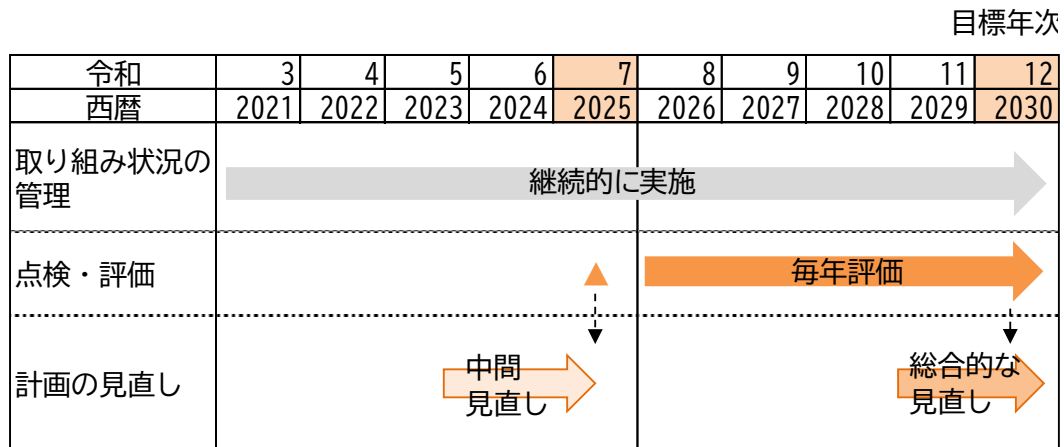 目標年次
令和 3 4 5 6 7 8 9 10 11 12
西暦 2021 2022 2023 2024 2025 2026 2027 2028 2029 2030
取り組み状況の
管理
継続的に実施
点検・評価
毎年評価
計画の見直し
中間
見直し
総合的な
見直し